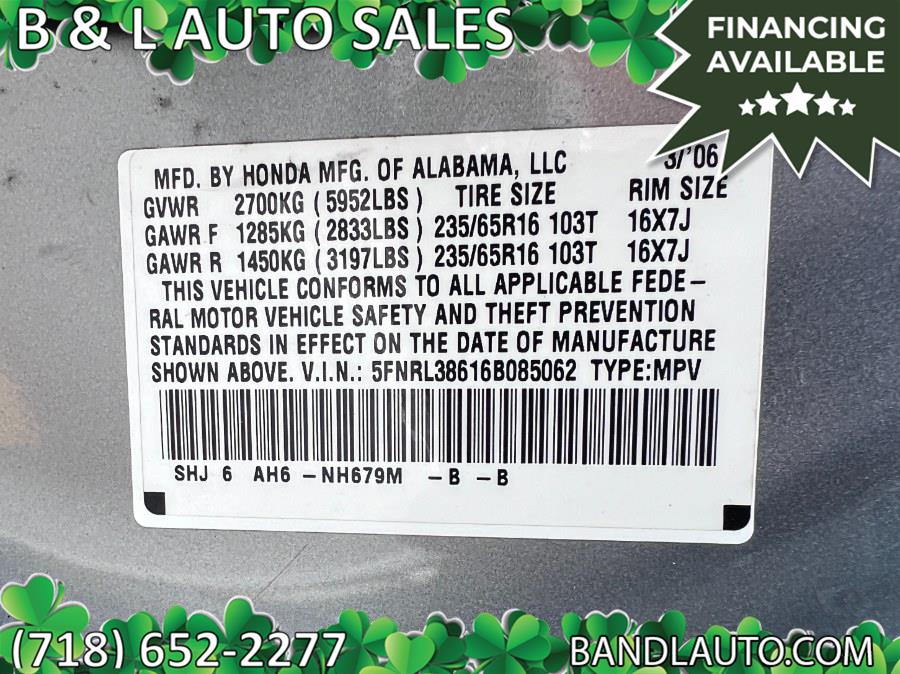 B & L AUTO SALES
FINANCING
AVAILABLE
MFD. BY HONDA MFG. OF ALABAMA, LLC 3/'06
GVWR 2700KG (5952LBS) TIRE SIZE RIM SIZE
GAWR F 1285KG (2833LBS) 235/65R16 103T 16X7J
GAWR R 1450KG (3197LBS) 235/65R16 103T 16X7J
THIS VEHICLE CONFORMS TO ALL APPLICABLE FEDE-
RAL MOTOR VEHICLE SAFETY AND THEFT PREVENTION
STANDARDS IN EFFECT ON THE DATE OF MANUFACTURE
SHOWN ABOVE. V.I.N.: 5FNRL38616B085062 TYPE:MPV
SHJ 6 AH6 -NH679M -B -B
(718) 652-2277
BANDLAUTO.COM